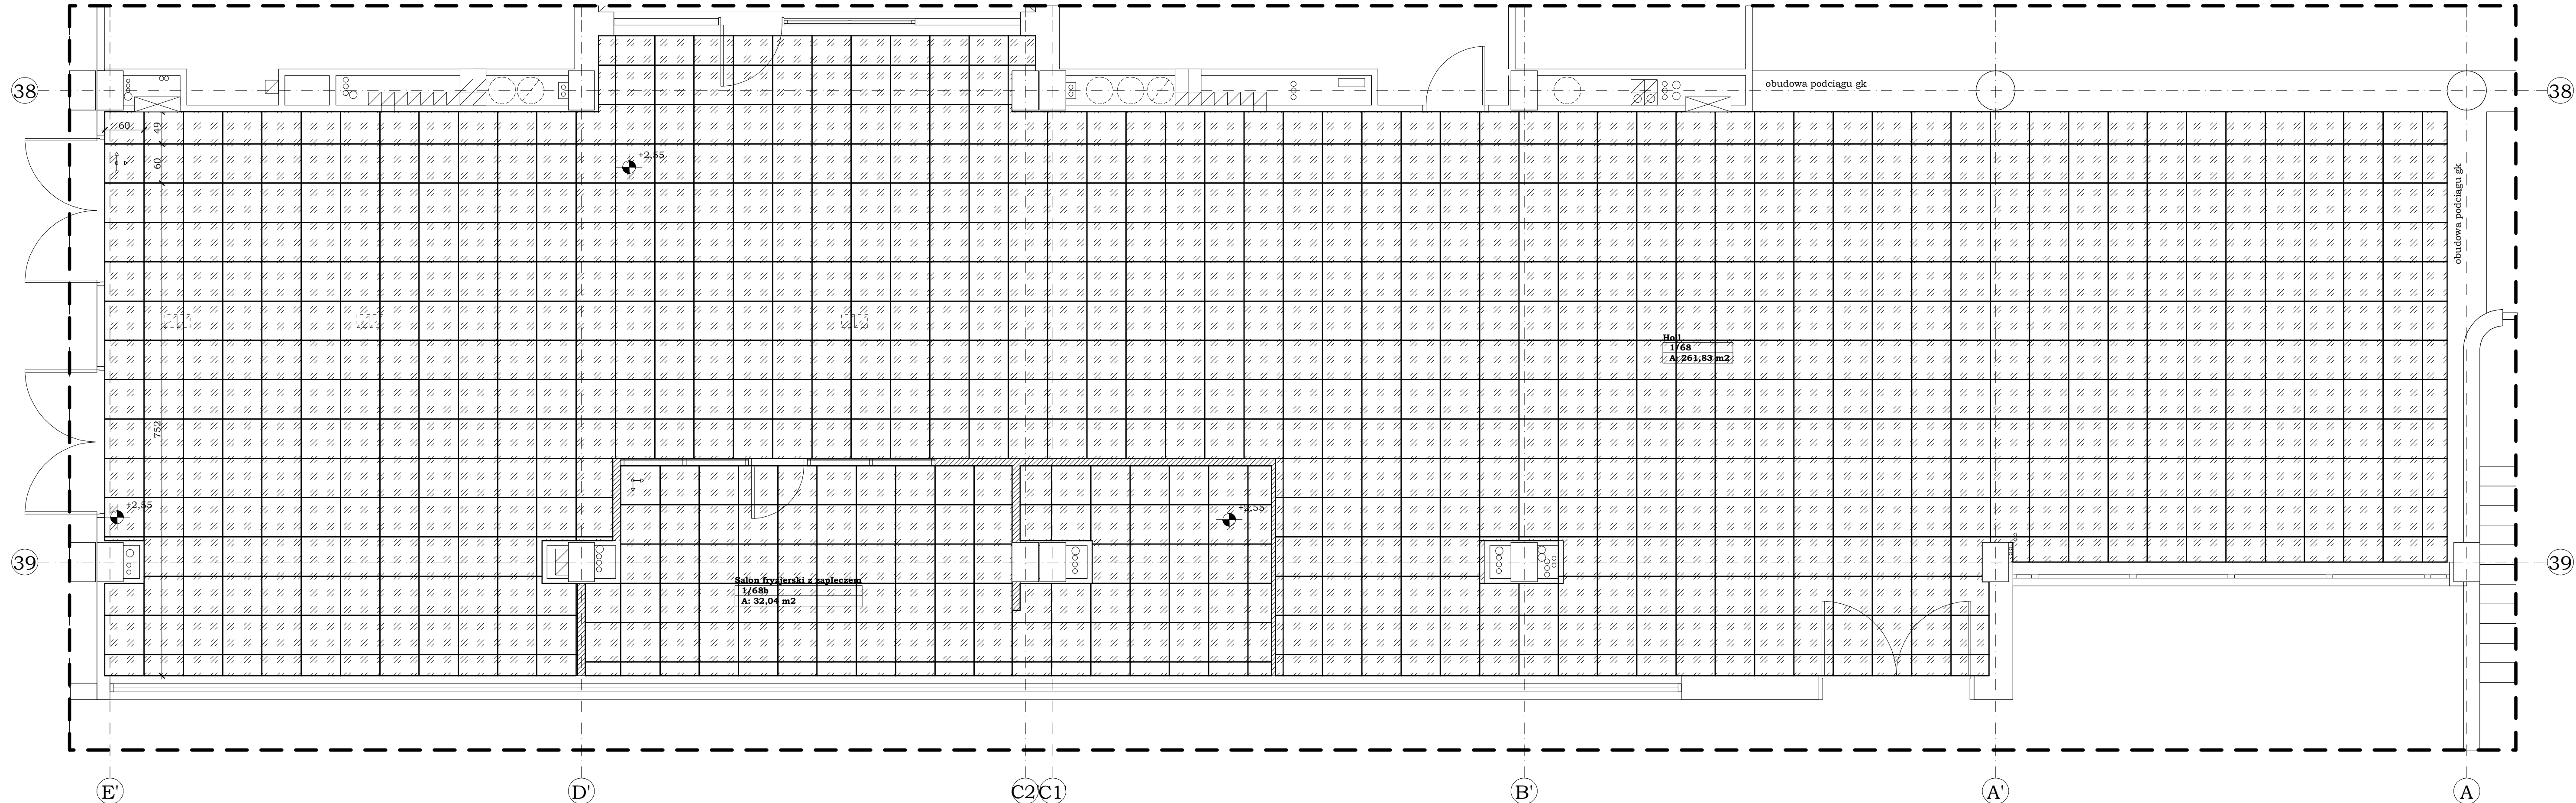 38
obudowa podciągu gk
38
60
49
60
+2,55
obudowa podciągu gk
Holl
1/68
A: 261,83 m2
752
+2,55
+2,55
39
39
Salon fryzjerski z zapleczem
1/68b
A: 32,04 m2
E'
D'
C2'
C1'
B'
A'
A